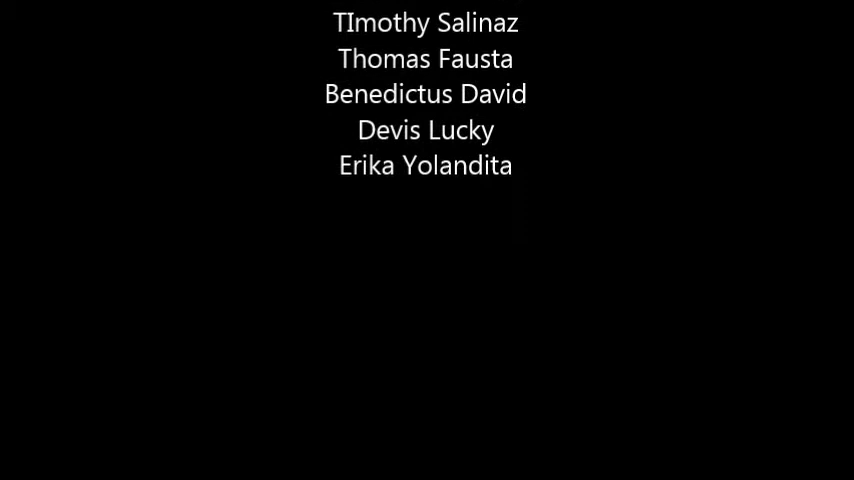 TImothy Salinaz
Thomas Fausta
Benedictus David
Devis Lucky
Erika Yolandita